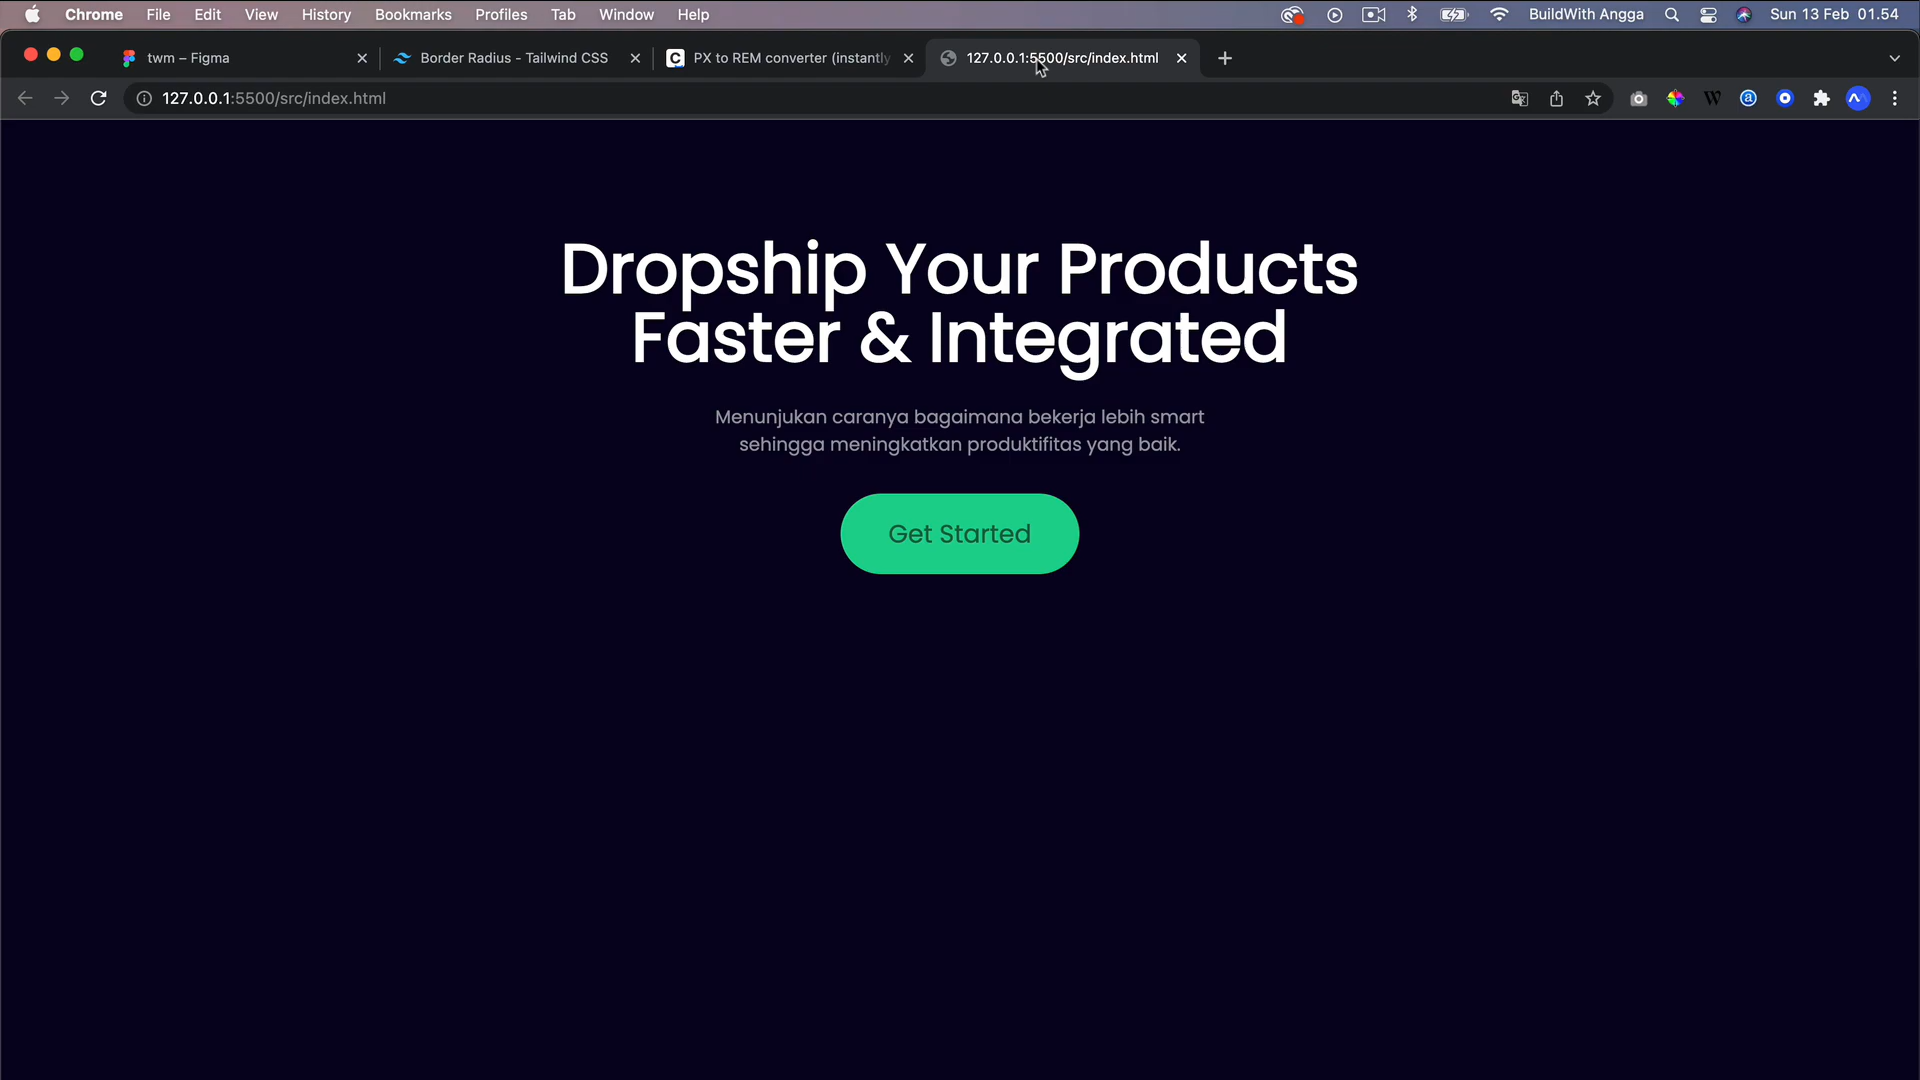 Chrome File Edit View History Bookmarks Profiles Tab Window Help BuildWith Angga Sun 13 Feb 01.54
twm – Figma Border Radius - Tailwind CSS PX to REM converter (instantly 127.0.0.1:5500/src/index.html
127.0.0.1:5500/src/index.html
Dropship Your Products
Faster & Integrated
Menunjukan caranya bagaimana bekerja lebih smart
sehingga meningkatkan produktifitas yang baik.
Get Started